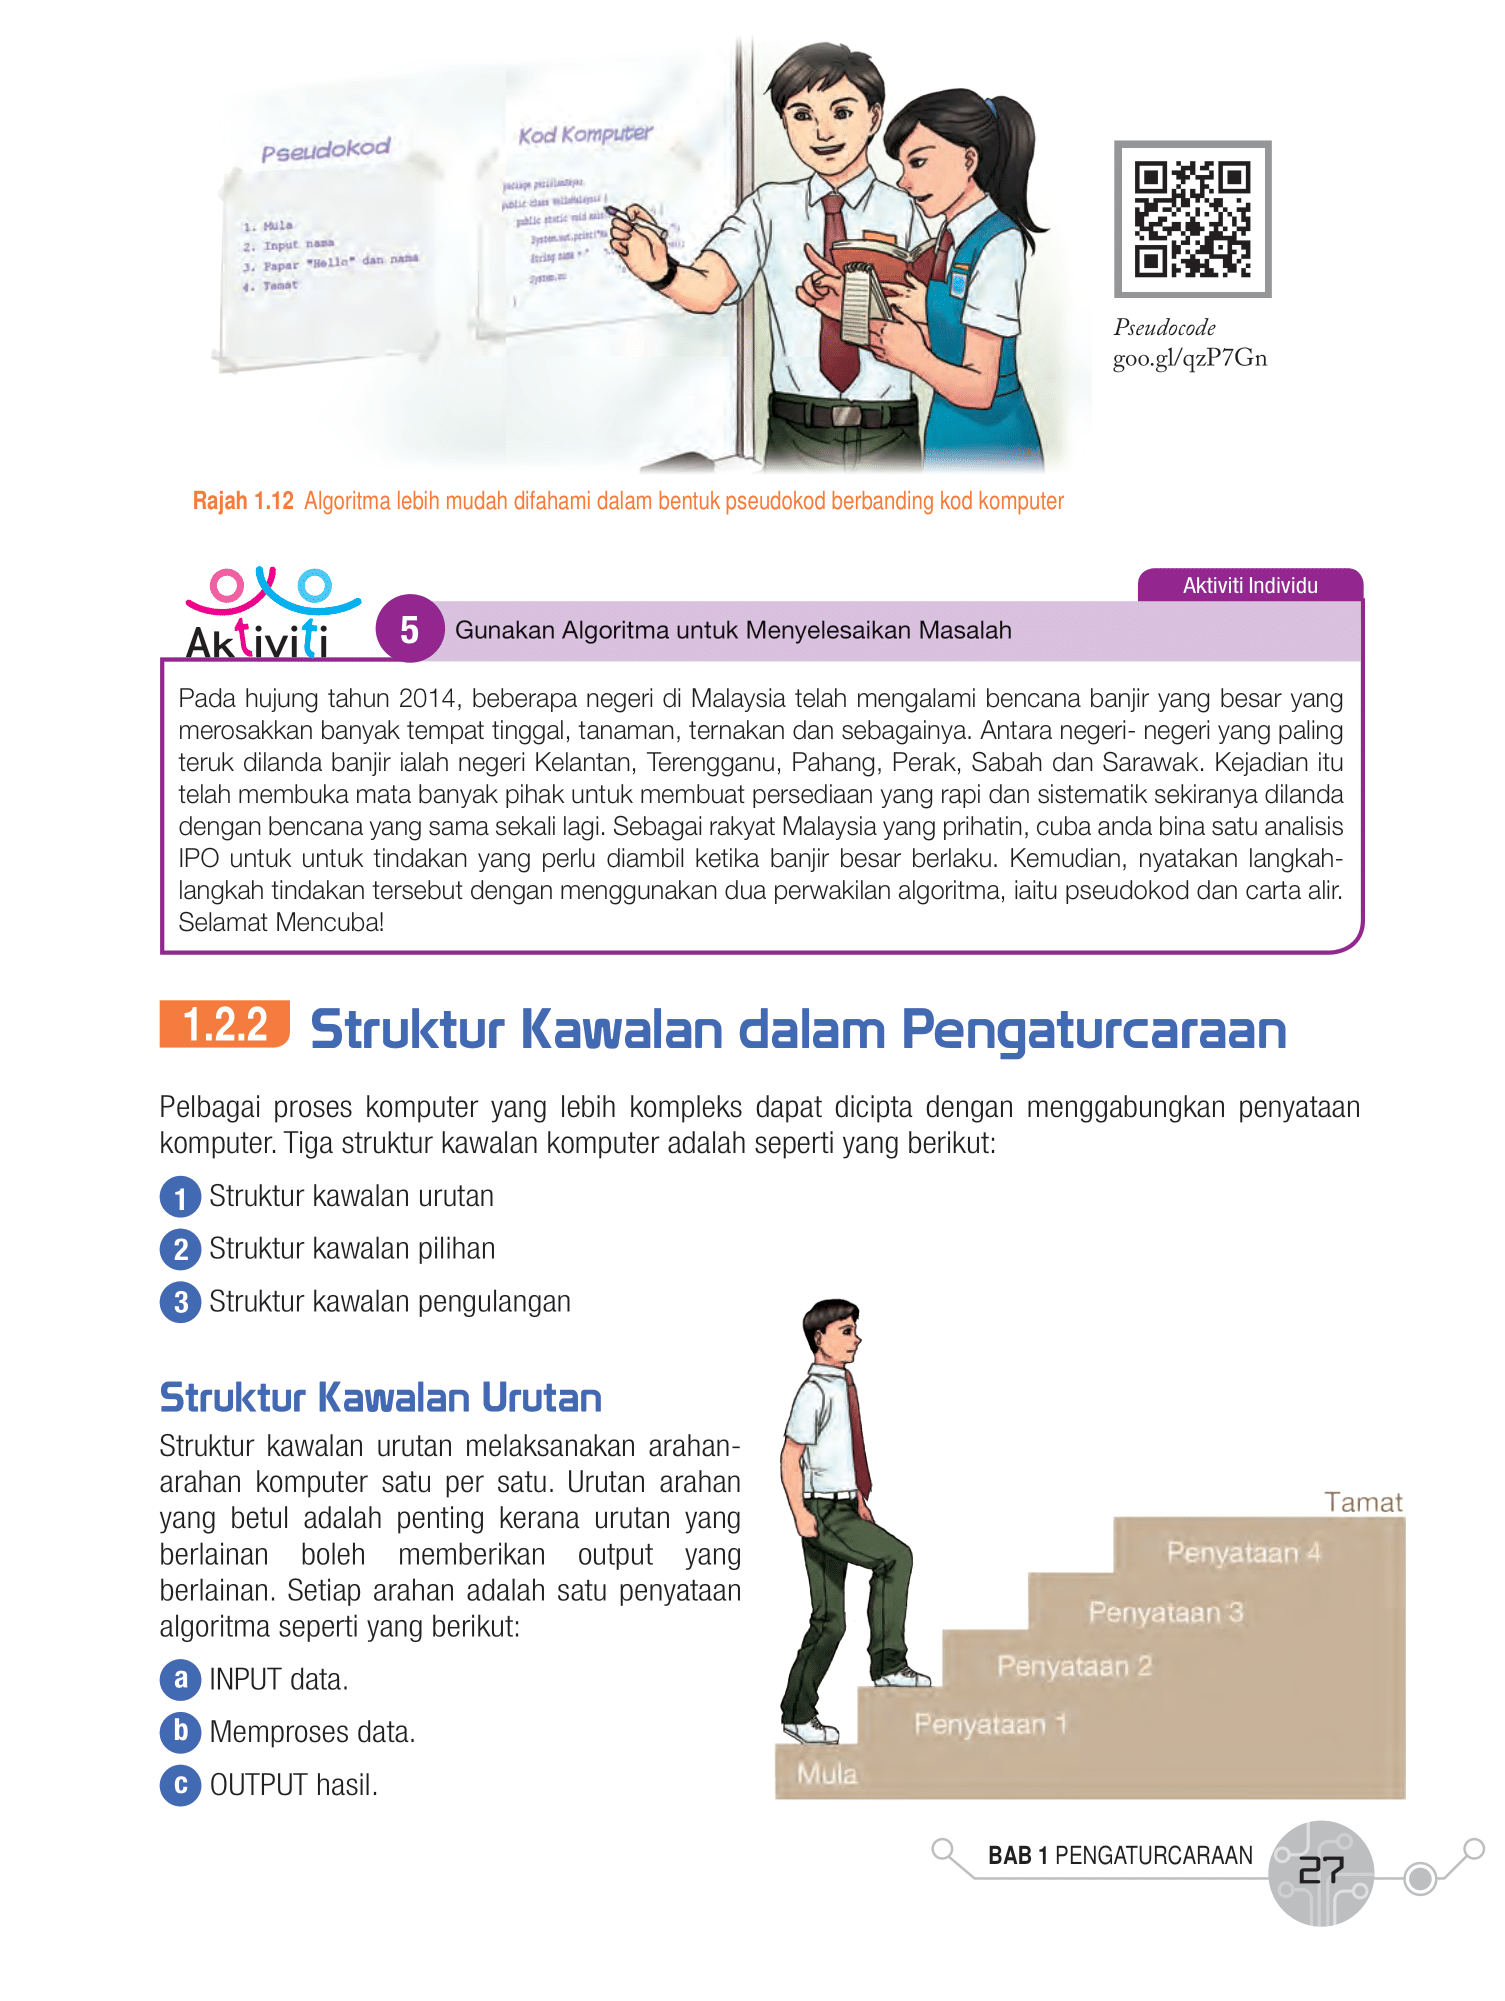 Pseudokod
1. Mula
2. Input nama
3. Papar "Hello" dan nama
4. Tamat
Kod Komputer
public class
public static void
String name
Pseudocode
goo.gl/qzP7Gn
Rajah 1.12 Algoritma lebih mudah difahami dalam bentuk pseudokod berbanding kod komputer
Aktiviti Individu
Aktiviti
5
Gunakan Algoritma untuk Menyelesaikan Masalah
Pada hujung tahun 2014, beberapa negeri di Malaysia telah mengalami bencana banjir yang besar yang
merosakkan banyak tempat tinggal, tanaman, ternakan dan sebagainya. Antara negeri- negeri yang paling
teruk dilanda banjir ialah negeri Kelantan, Terengganu, Pahang, Perak, Sabah dan Sarawak. Kejadian itu
telah membuka mata banyak pihak untuk membuat persediaan yang rapi dan sistematik sekiranya dilanda
dengan bencana yang sama sekali lagi. Sebagai rakyat Malaysia yang prihatin, cuba anda bina satu analisis
IPO untuk untuk tindakan yang perlu diambil ketika banjir besar berlaku. Kemudian, nyatakan langkah-
langkah tindakan tersebut dengan menggunakan dua perwakilan algoritma, iaitu pseudokod dan carta alir.
Selamat Mencuba!
1.2.2 Struktur Kawalan dalam Pengaturcaraan
Pelbagai proses komputer yang lebih kompleks dapat dicipta dengan menggabungkan penyataan
komputer. Tiga struktur kawalan komputer adalah seperti yang berikut:
1 Struktur kawalan urutan
2 Struktur kawalan pilihan
3 Struktur kawalan pengulangan
Struktur Kawalan Urutan
Struktur kawalan urutan melaksanakan arahan-
arahan komputer satu per satu. Urutan arahan
yang betul adalah penting kerana urutan yang
berlainan boleh memberikan output yang
berlainan. Setiap arahan adalah satu penyataan
algoritma seperti yang berikut:
a INPUT data.
b Memproses data.
c OUTPUT hasil.
Tamat
Penyataan 4
Penyataan 3
Penyataan 2
Penyataan 1
Mula
BAB 1 PENGATURCARAAN
27